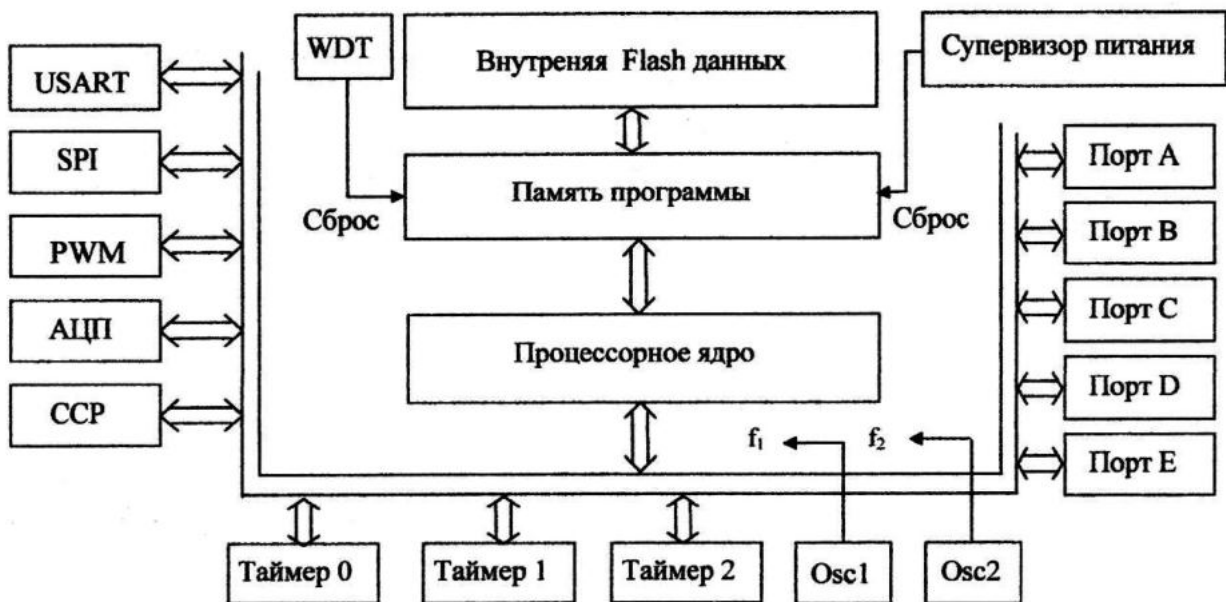 WDT
Внутреняя Flash данных
Супервизор питания
USART
SPI
PWM
АЦП
CCP
Память программы
Сброс
Сброс
Процессорное ядро
Порт A
Порт B
Порт C
Порт D
Порт E
f₁
f₂
Таймер 0
Таймер 1
Таймер 2
Osc1
Osc2